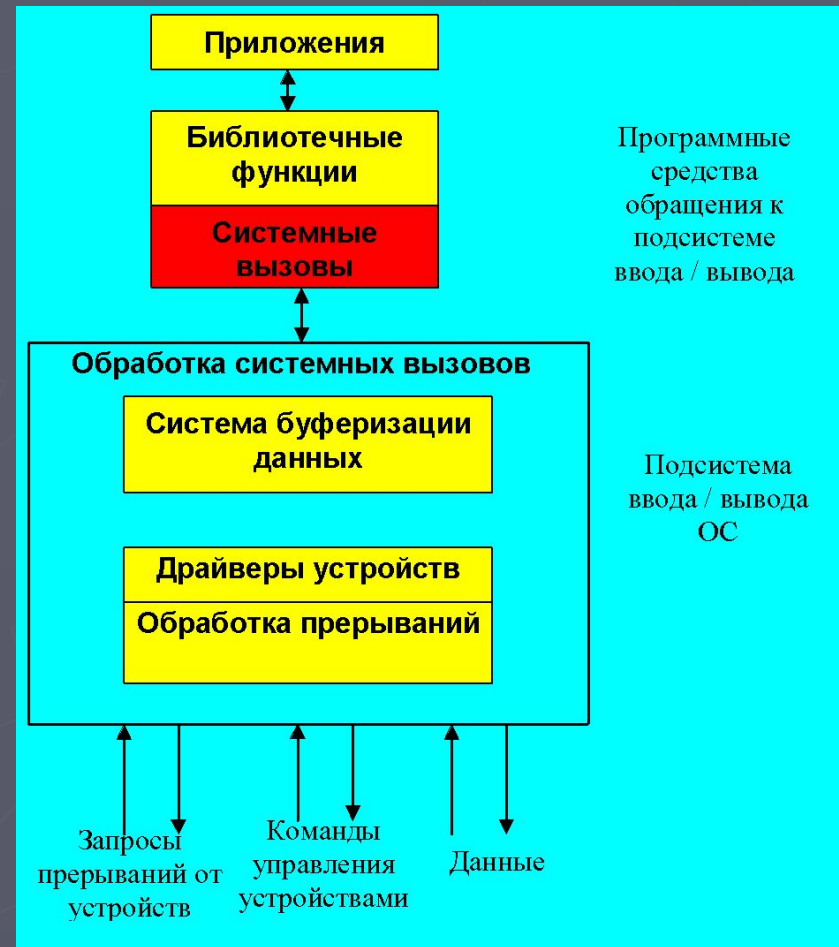 Приложения
Библиотечные
функции
Системные
вызовы
Программные
средства
обращения к
подсистеме
ввода / вывода
Обработка системных вызовов
Система буферизации
данных
Драйверы устройств
Обработка прерываний
Подсистема
ввода / вывода
ОС
Запросы
прерываний от
устройств
Команды
управления
устройствами
Данные